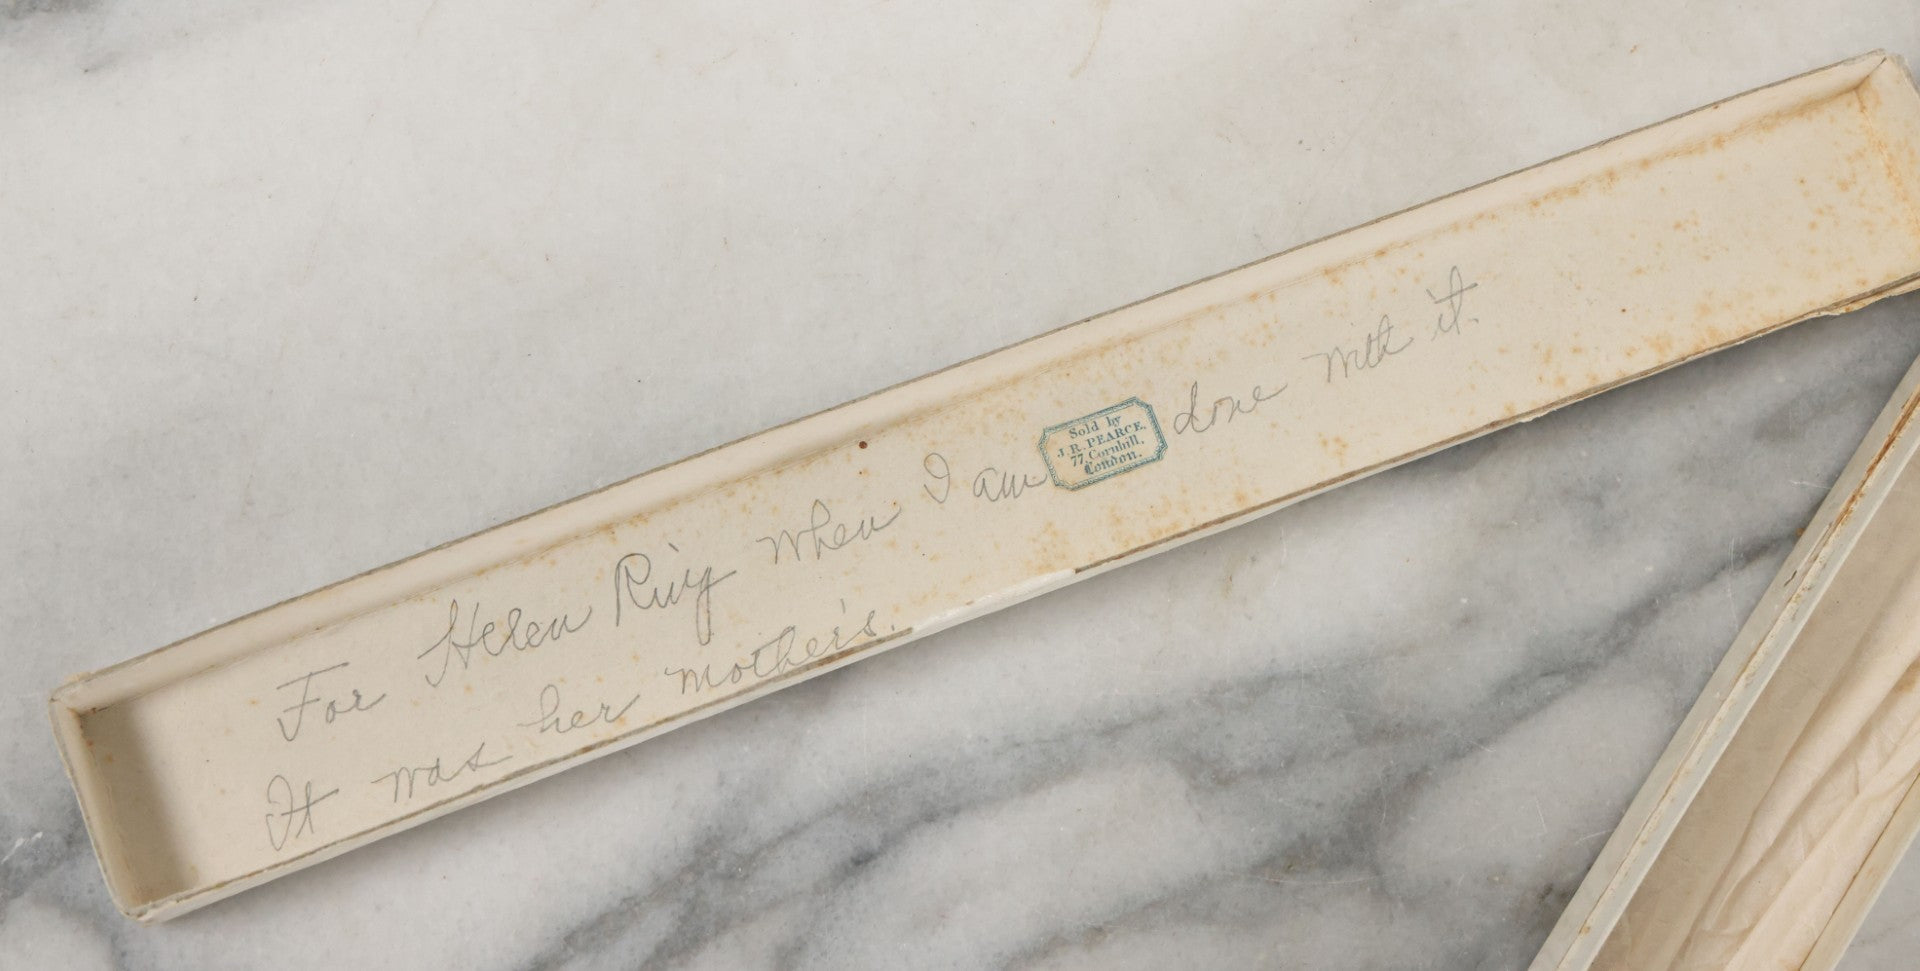 For Helen Ring when I am done with it.
It was her mother's.
Sold by
J. R. PEARCE,
77, Cornhill,
London.